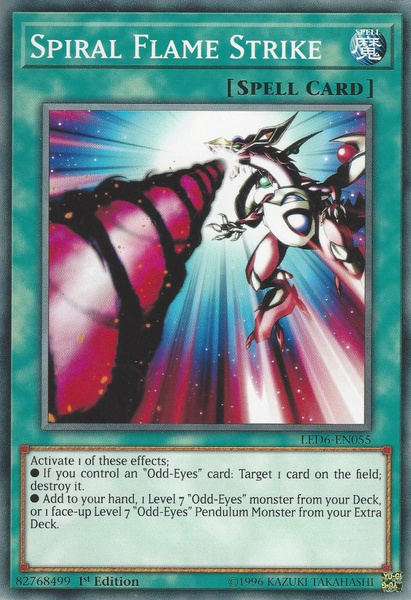 SPIRAL FLAME STRIKE
SPELL
魔
[SPELL CARD]
LED6-EN055
Activate 1 of these effects;
● If you control an "Odd-Eyes" card: Target 1 card on the field;
destroy it.
● Add to your hand, 1 Level 7 "Odd-Eyes" monster from your Deck,
or 1 face-up Level 7 "Odd-Eyes" Pendulum Monster from your Extra
Deck.
82768499 1st Edition ©1996 KAZUKI TAKAHASHI